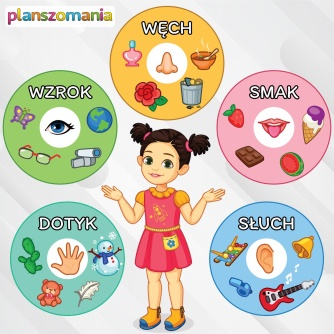 planszomania
WĘCH
WZROK
SMAK
DOTYK
SŁUCH